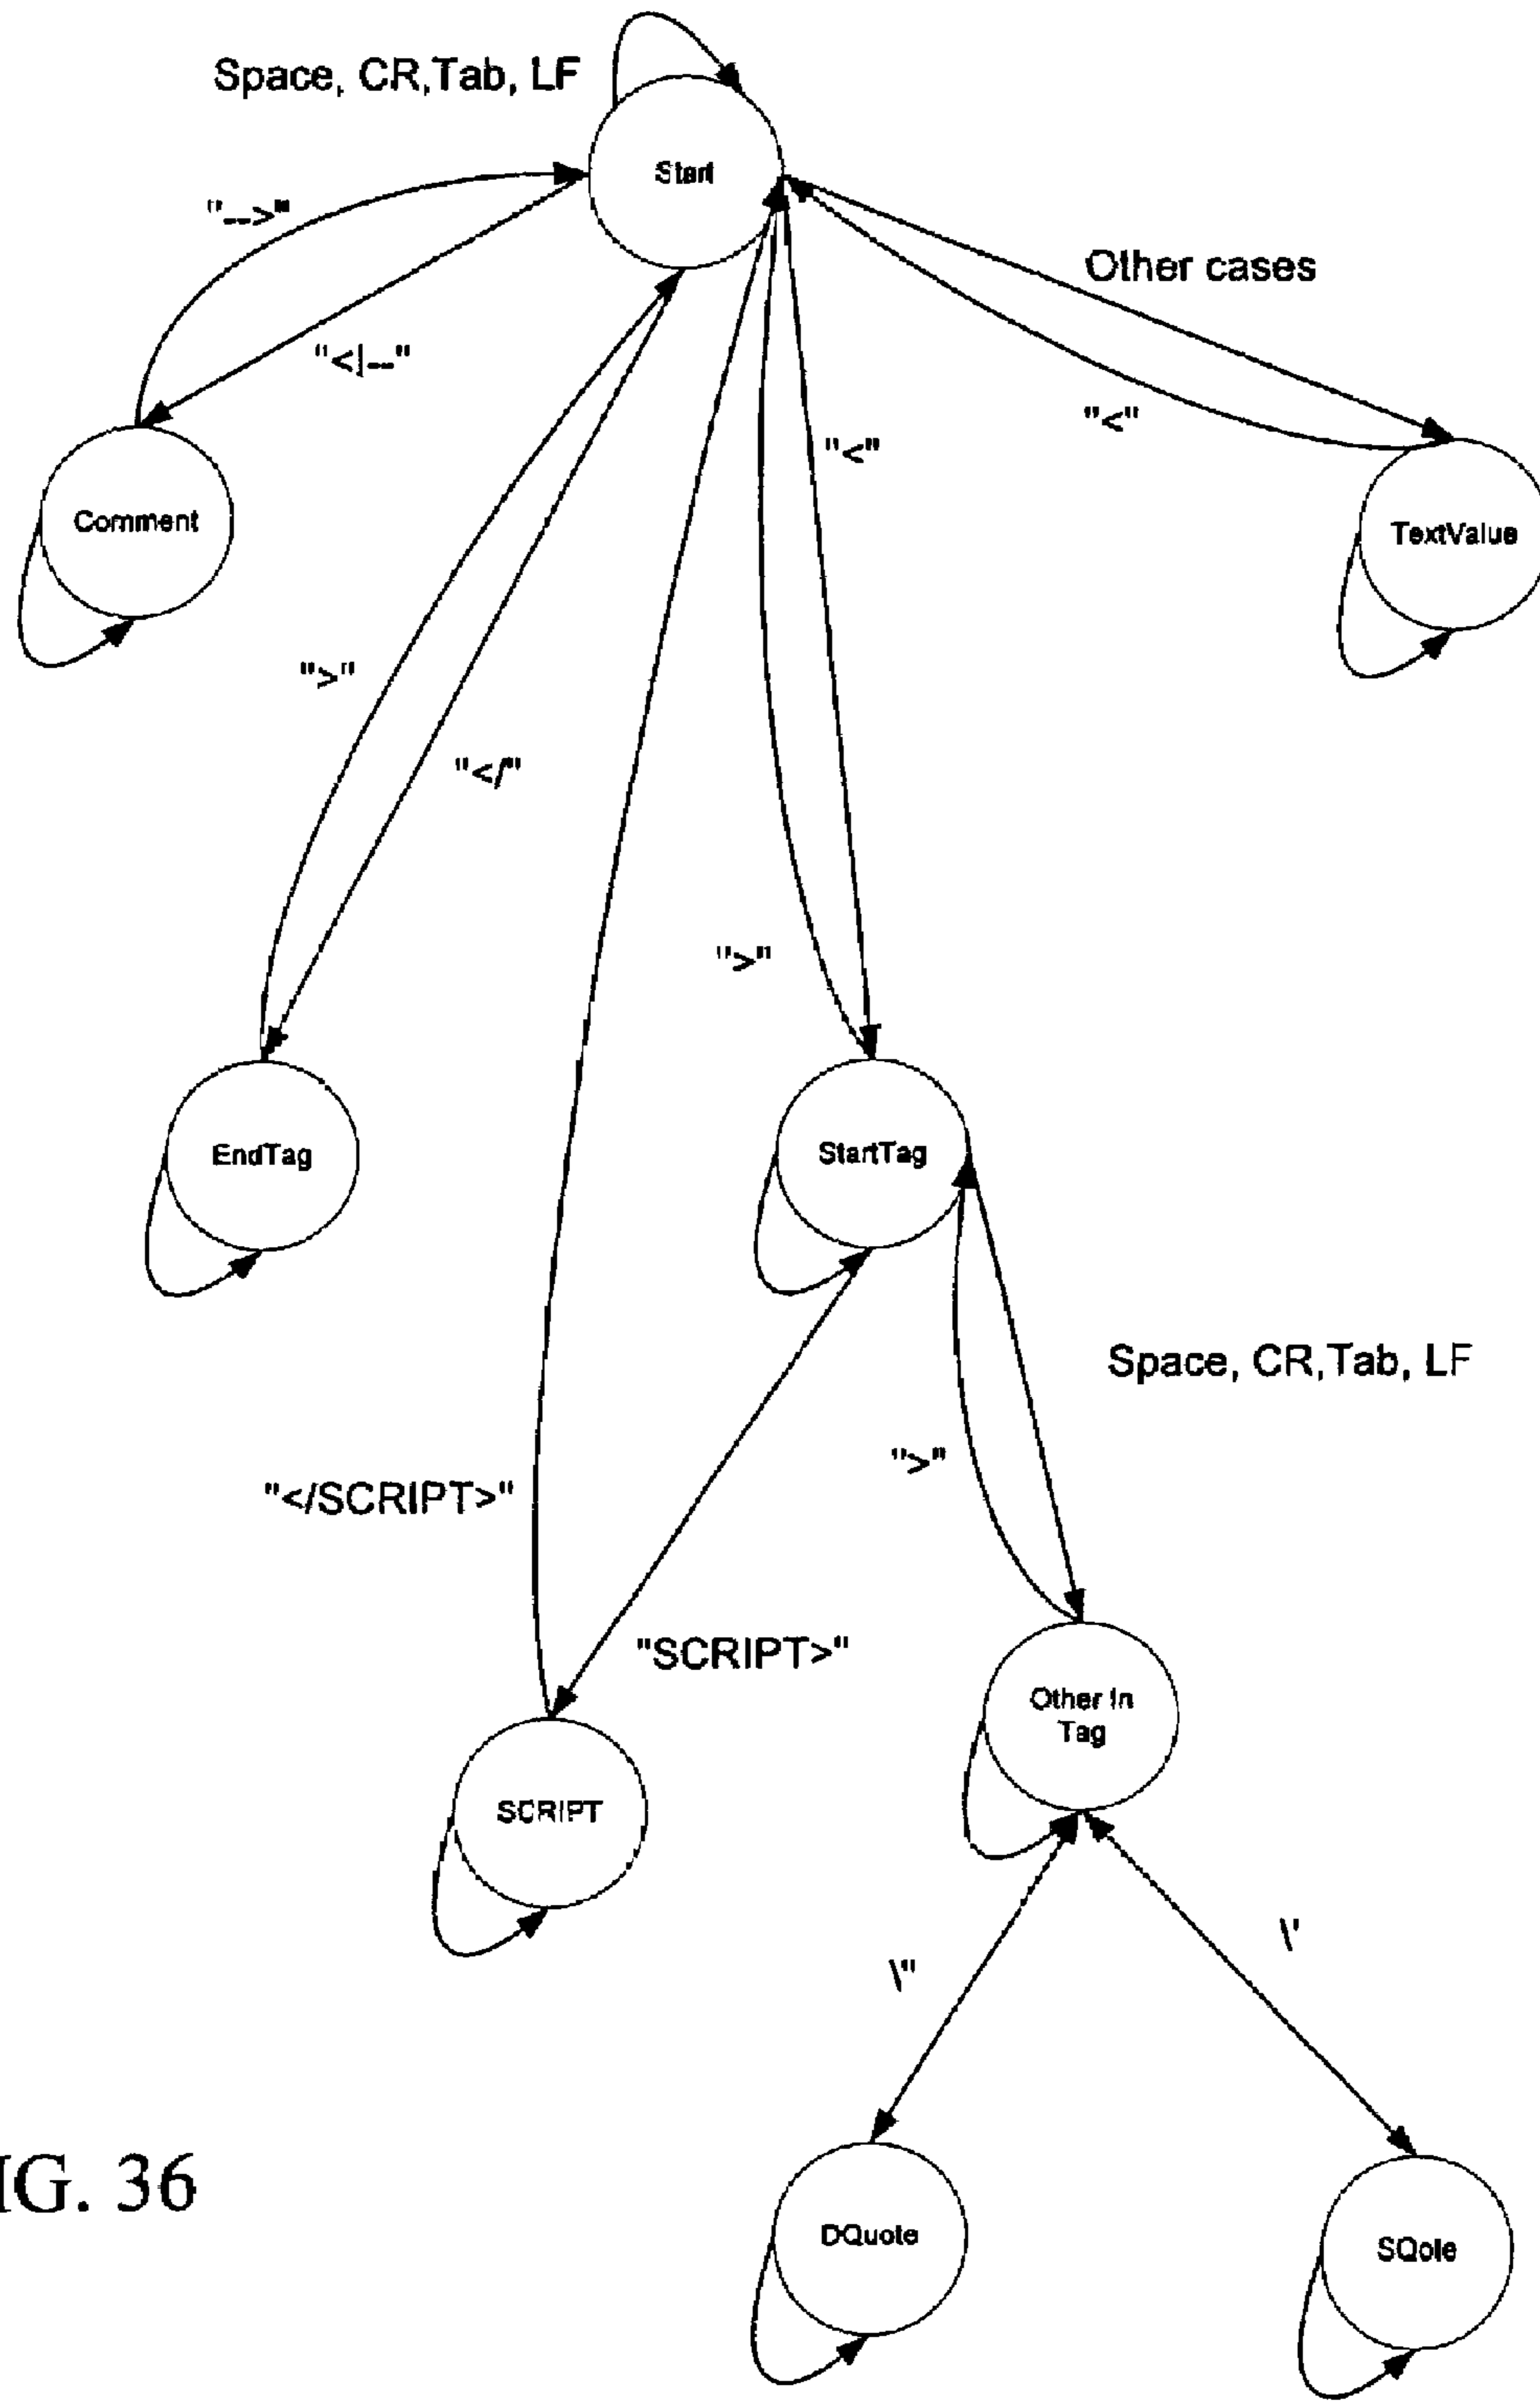 Space, CR,Tab, LF
Start
"-->"
Other cases
"<|--"
"<"
"<"
Comment
TextValue
">"
"</"
">"
EndTag
StartTag
Space, CR,Tab, LF
">"
"</SCRIPT>"
"SCRIPT>"
Other In
Tag
SCRIPT
\'
\"
IG. 36
DQuote
SQote